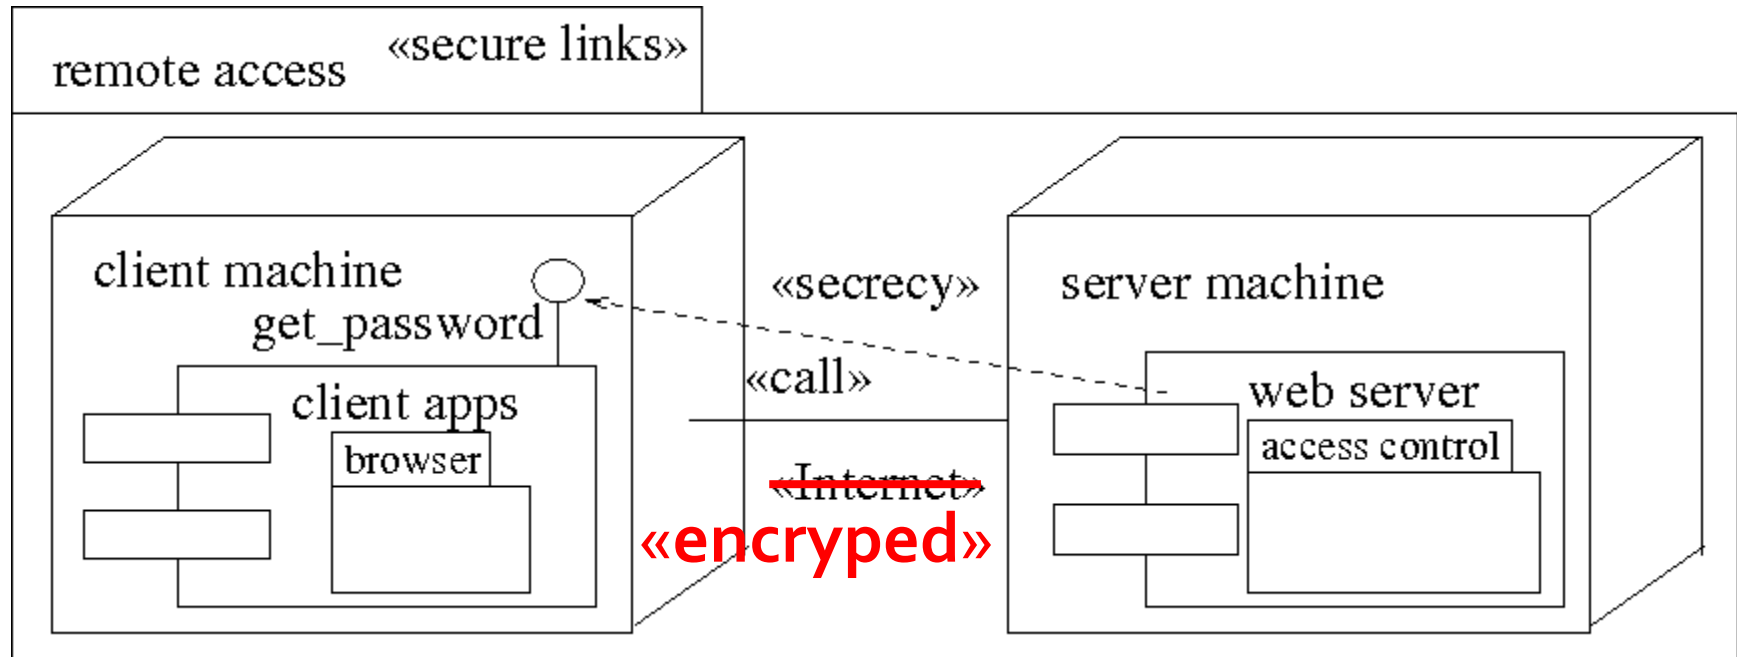 remote access «secure links»
client machine
get_password
client apps
browser
«secrecy»
«call»
«Internet»
«encryped»
server machine
web server
access control